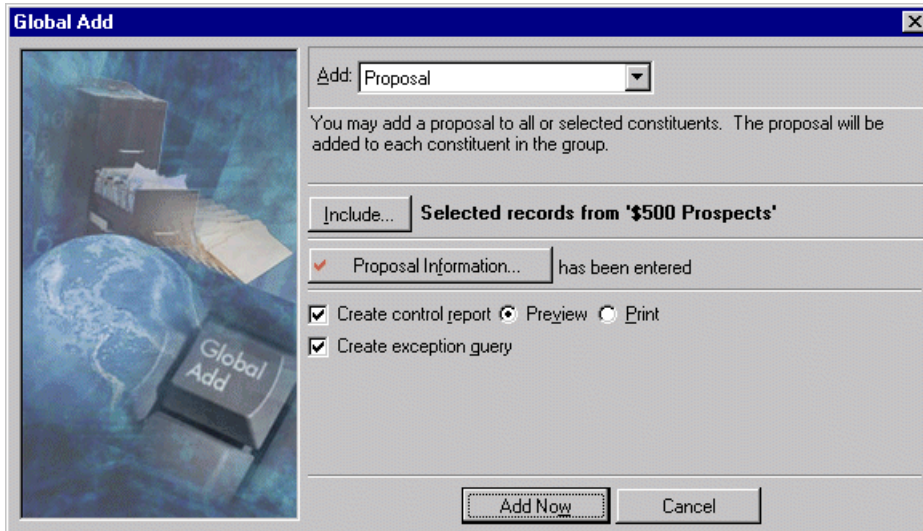 Global Add
Add: Proposal
You may add a proposal to all or selected constituents. The proposal will be
added to each constituent in the group.
Include... Selected records from '$500 Prospects'
Proposal Information... has been entered
Create control report Preview Print
Create exception query
Global
Add
Add Now Cancel